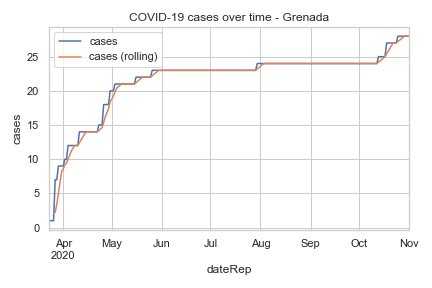 COVID-19 cases over time - Grenada
cases
cases (rolling)
25
20
15
10
5
0
cases
Apr
2020
May
Jun
Jul
Aug
Sep
Oct
Nov
dateRep